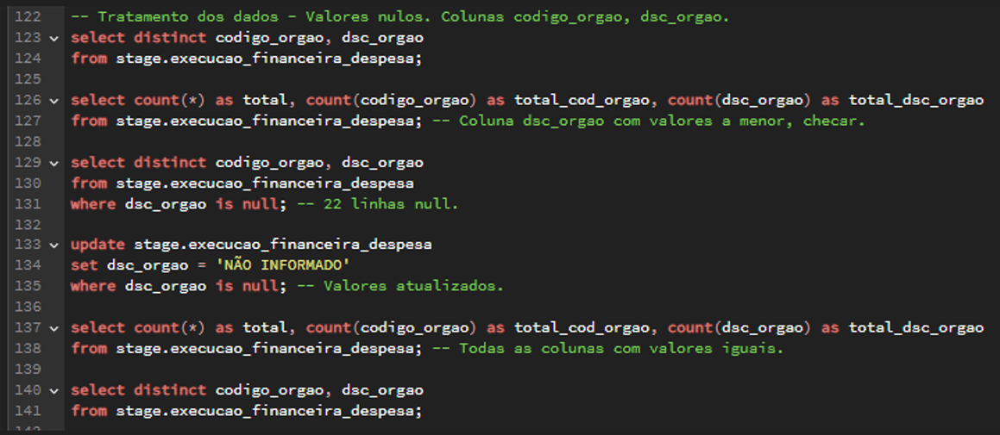 122 -- Tratamento dos dados - Valores nulos. Colunas codigo_orgao, dsc_orgao.
123 select distinct codigo_orgao, dsc_orgao
124 from stage.execucao_financeira_despesa;
125
126 select count(*) as total, count(codigo_orgao) as total_cod_orgao, count(dsc_orgao) as total_dsc_orgao
127 from stage.execucao_financeira_despesa; -- Coluna dsc_orgao com valores a menor, checar.
128
129 select distinct codigo_orgao, dsc_orgao
130 from stage.execucao_financeira_despesa
131 where dsc_orgao is null; -- 22 linhas null.
132
133 update stage.execucao_financeira_despesa
134 set dsc_orgao = 'NÃO INFORMADO'
135 where dsc_orgao is null; -- Valores atualizados.
136
137 select count(*) as total, count(codigo_orgao) as total_cod_orgao, count(dsc_orgao) as total_dsc_orgao
138 from stage.execucao_financeira_despesa; -- Todas as colunas com valores iguais.
139
140 select distinct codigo_orgao, dsc_orgao
141 from stage.execucao_financeira_despesa;